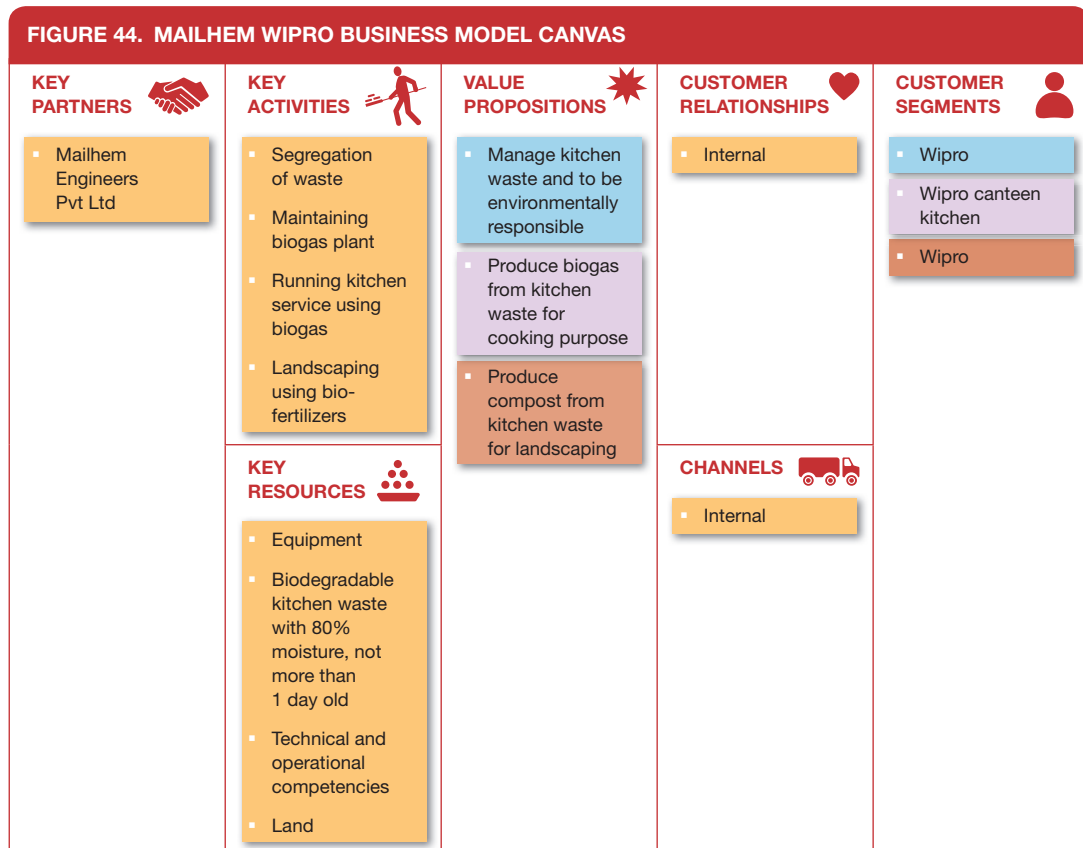 FIGURE 44. MAILHEM WIPRO BUSINESS MODEL CANVAS
KEY
PARTNERS
▪ Mailhem
Engineers
Pvt Ltd
KEY
ACTIVITIES
▪ Segregation
of waste
▪ Maintaining
biogas plant
▪ Running kitchen
service using
biogas
▪ Landscaping
using bio-
fertilizers
KEY
RESOURCES
▪ Equipment
▪ Biodegradable
kitchen waste
with 80%
moisture, not
more than
1 day old
▪ Technical and
operational
competencies
▪ Land
VALUE
PROPOSITIONS
▪ Manage kitchen
waste and to be
environmentally
responsible
▪ Produce biogas
from kitchen
waste for
cooking purpose
▪ Produce
compost from
kitchen waste
for landscaping
CUSTOMER
RELATIONSHIPS
▪ Internal
CHANNELS
▪ Internal
CUSTOMER
SEGMENTS
▪ Wipro
▪ Wipro canteen
kitchen
▪ Wipro